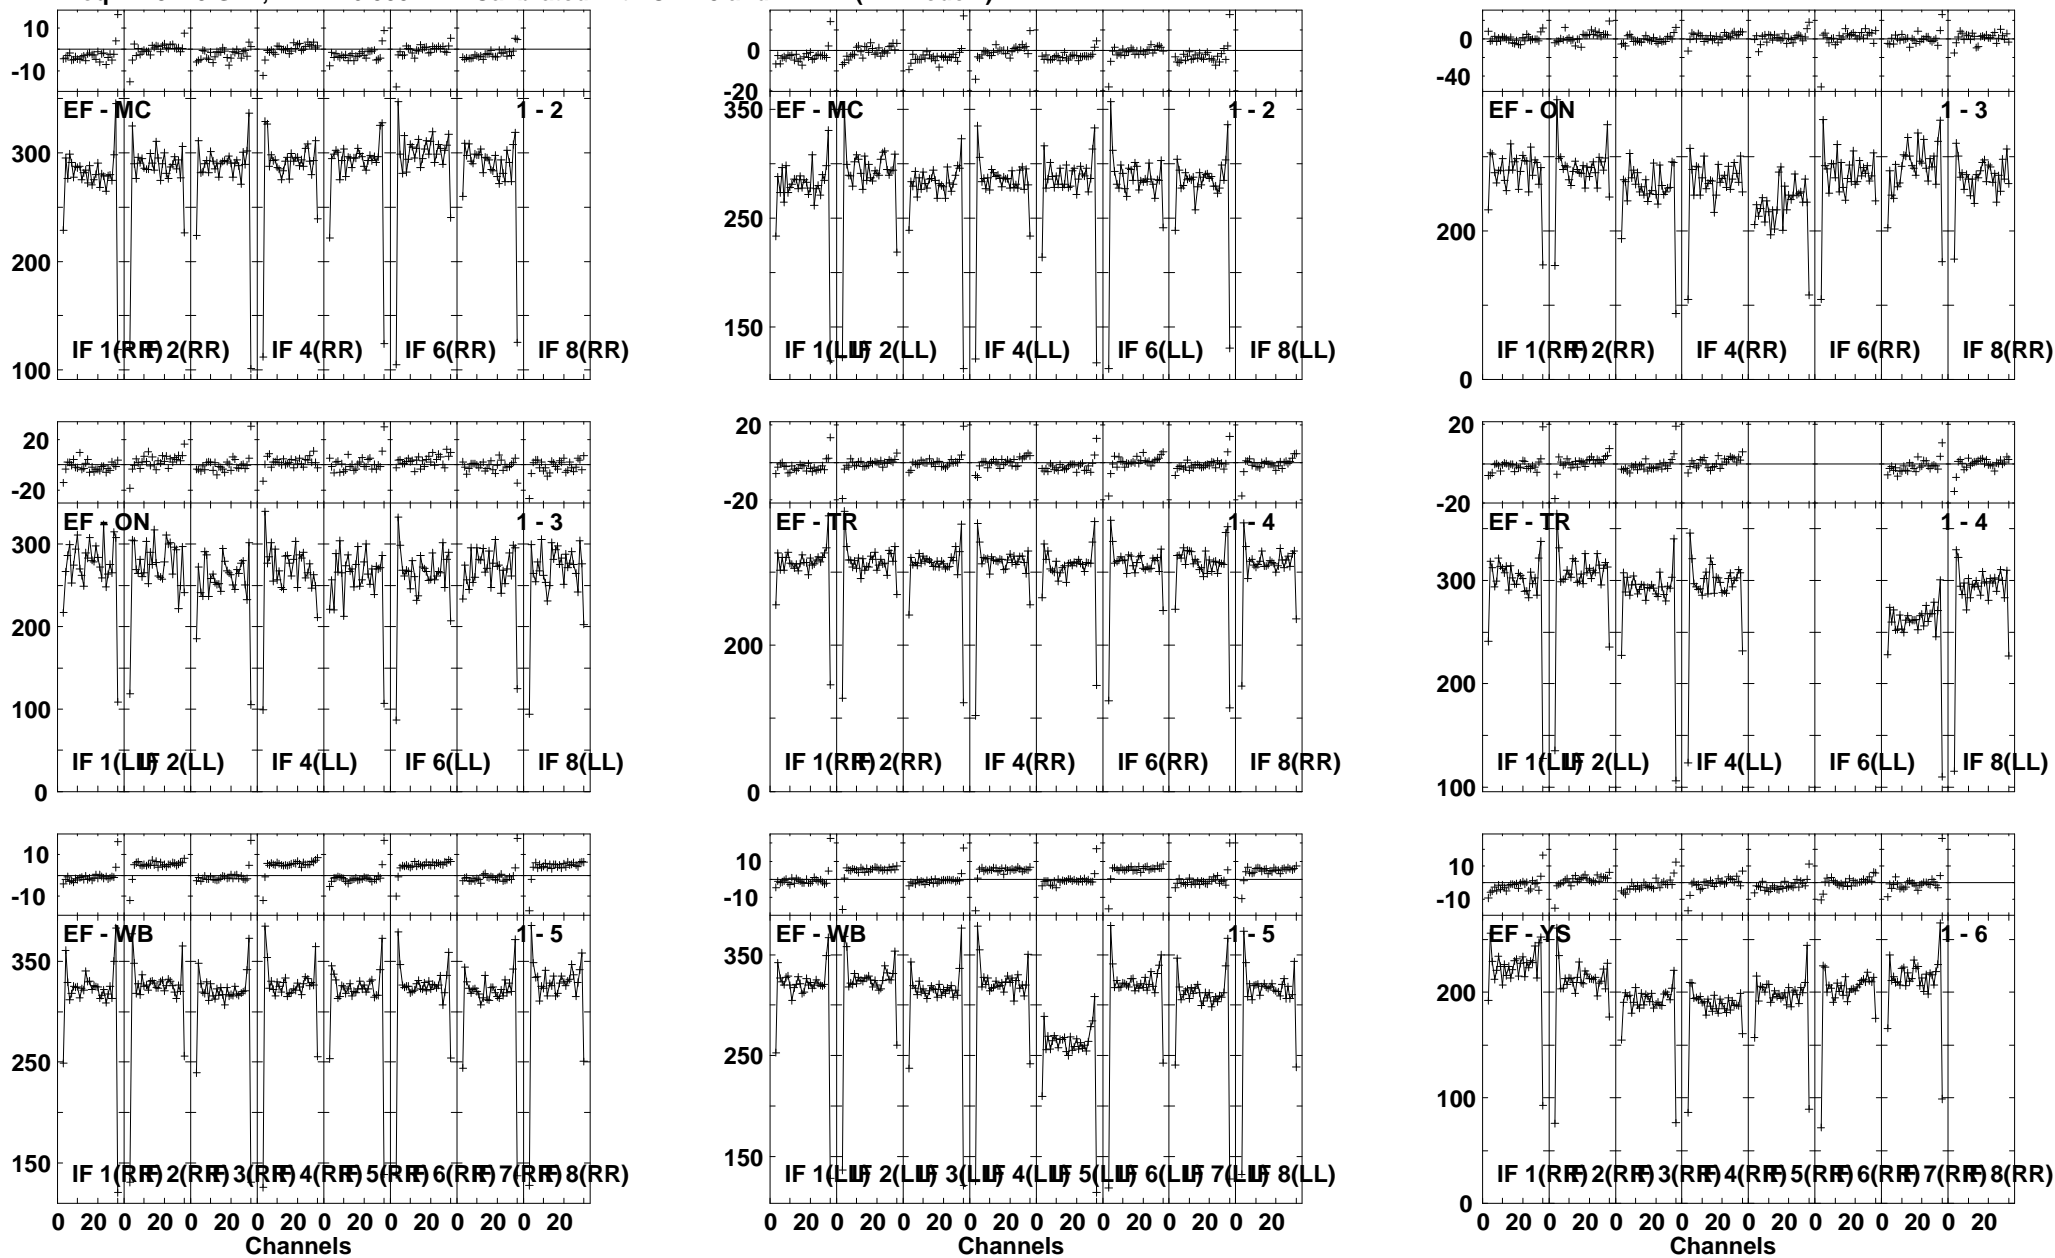 10
-10
EF - MC 1 - 2
300
200
100
IF 1(RR) IF 2(RR) IF 4(RR) IF 6(RR) IF 8(RR)
0
-20
EF - MC 1 - 2
350
250
150
IF 1(LL) IF 2(LL) IF 4(LL) IF 6(LL) IF 8(LL)
0
-40
EF - ON 1 - 3
200
0
IF 1(RR) IF 2(RR) IF 4(RR) IF 6(RR) IF 8(RR)
20
-20
EF - ON 1 - 3
300
200
100
0
IF 1(LL) IF 2(LL) IF 4(LL) IF 6(LL) IF 8(LL)
20
-20
EF - TR 1 - 4
200
0
IF 1(RR) IF 2(RR) IF 4(RR) IF 6(RR) IF 8(RR)
20
-20
EF - TR 1 - 4
300
200
100
IF 1(LL) IF 2(LL) IF 4(LL) IF 6(LL) IF 8(LL)
10
-10
EF - WB 1 - 5
350
250
150
IF 1(RR) IF 2(RR) IF 3(RR) IF 4(RR) IF 5(RR) IF 6(RR) IF 7(RR) IF 8(RR)
0 20 0 20 0 20 0 20 0 20 0 20 0 20 0 20
Channels
10
-10
EF - WB 1 - 5
350
250
150
IF 1(LL) IF 2(LL) IF 3(LL) IF 4(LL) IF 5(LL) IF 6(LL) IF 7(LL) IF 8(LL)
0 20 0 20 0 20 0 20 0 20 0 20 0 20 0 20
Channels
10
-10
EF - YS 1 - 6
200
100
0
IF 1(RR) IF 2(RR) IF 3(RR) IF 4(RR) IF 5(RR) IF 6(RR) IF 7(RR) IF 8(RR)
0 20 0 20 0 20 0 20 0 20 0 20 0 20 0 20
Channels